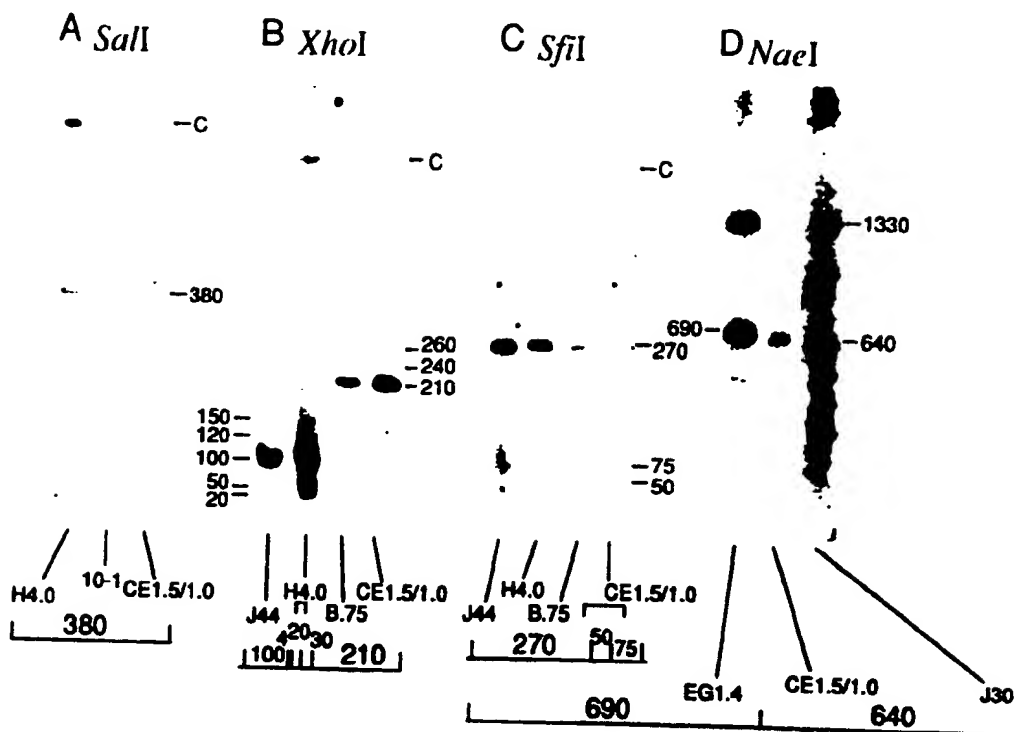 A SalI
B XhoI
C SfiI
D NaeI
C
380
C
260
240
210
150
120
100
50
20
C
270
75
50
1330
690
640
H4.0
10-1
CE1.5/1.0
380
J44
H4.0
B.75
CE1.5/1.0
100
4
20
30
210
J44
H4.0
B.75
CE1.5/1.0
270
50
75
EG1.4
CE1.5/1.0
J30
690
640